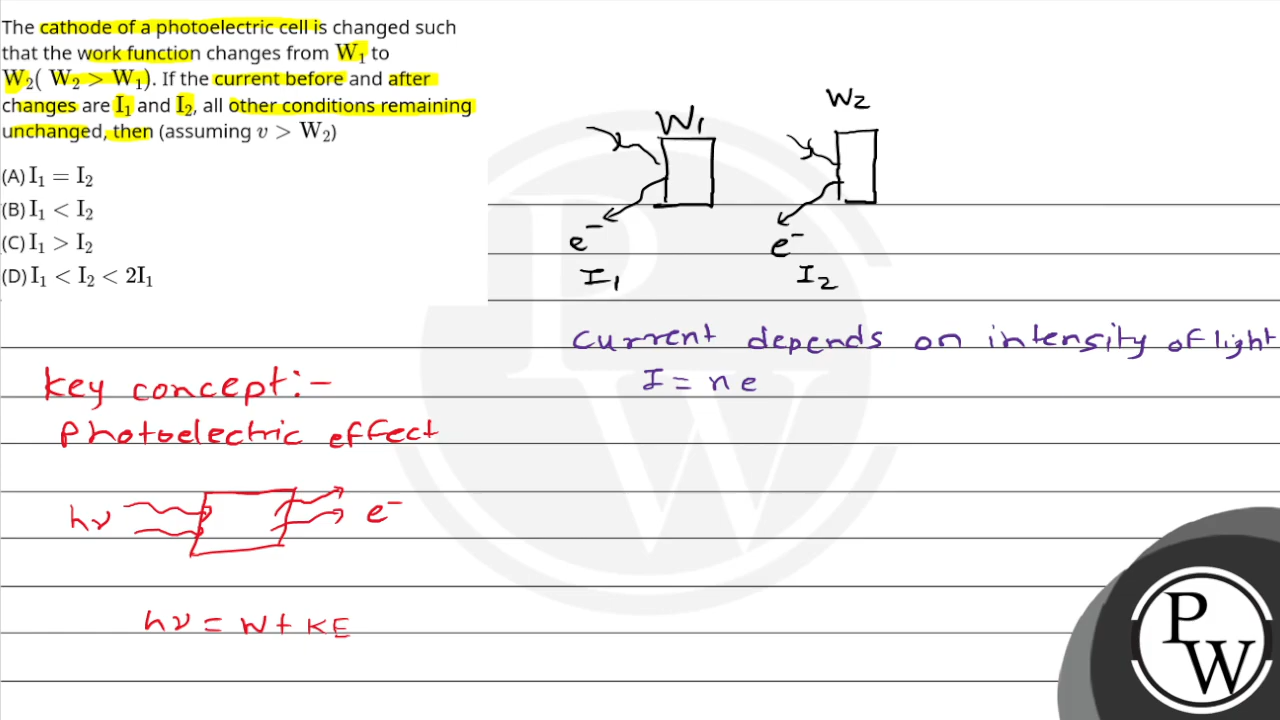 The cathode of a photoelectric cell is changed such
that the work function changes from W₁ to
W₂( W₂ > W₁). If the current before and after
changes are I₁ and I₂, all other conditions remaining
unchanged, then (assuming v > W₂)
(A) I₁ = I₂
(B) I₁ < I₂
(C) I₁ > I₂
(D) I₁ < I₂ < 2I₁
W₁
W₂
e⁻
e⁻
I₁
I₂
Current depends on intensity of light
I = n e
Key concept:-
Photoelectric effect
hν
e⁻
hν = W + KE
P
W
P
W